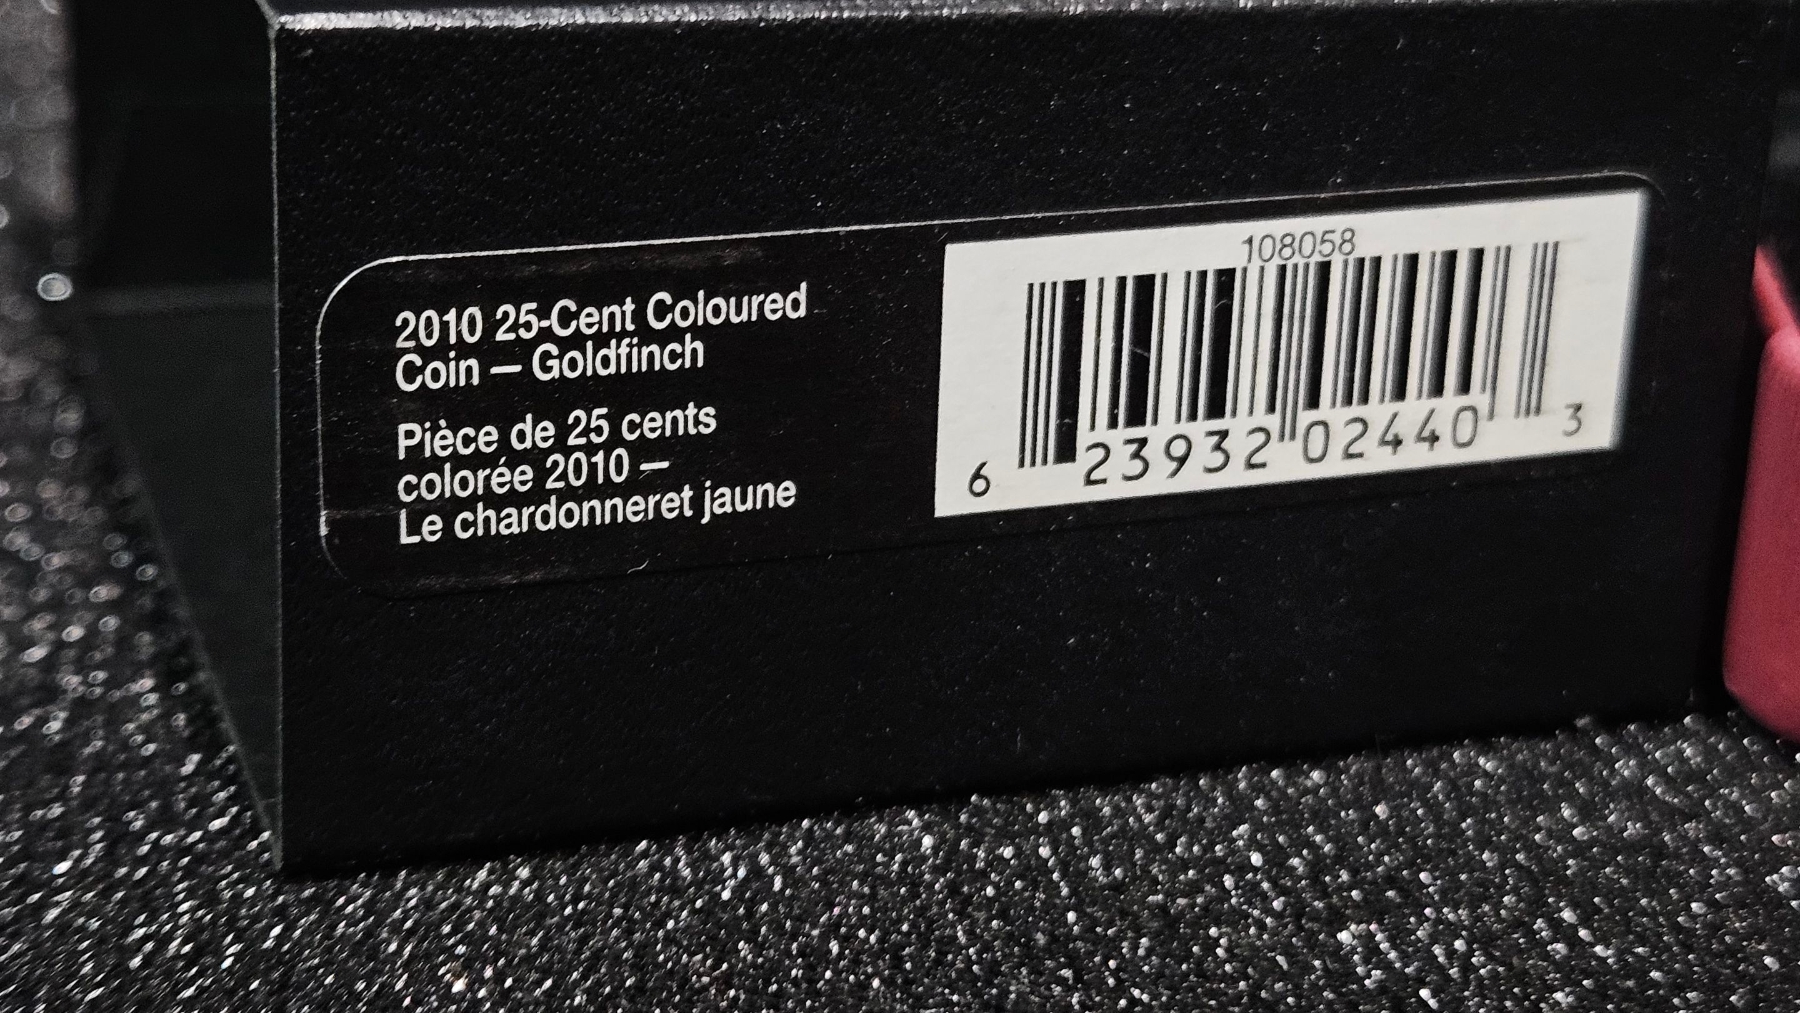 2010 25-Cent Coloured
Coin – Goldfinch
Pièce de 25 cents
colorée 2010 –
Le chardonneret jaune
108058
6 23932 02440 3